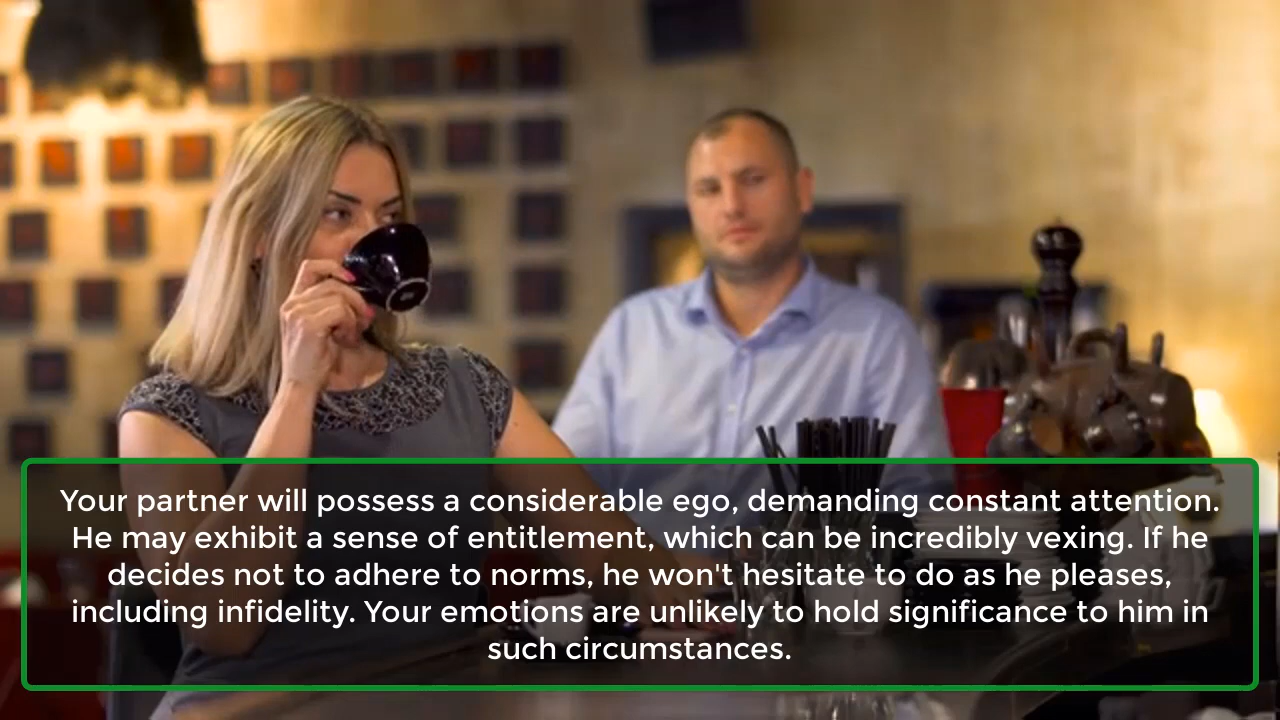 Your partner will possess a considerable ego, demanding constant attention.
He may exhibit a sense of entitlement, which can be incredibly vexing. If he
decides not to adhere to norms, he won't hesitate to do as he pleases,
including infidelity. Your emotions are unlikely to hold significance to him in
such circumstances.